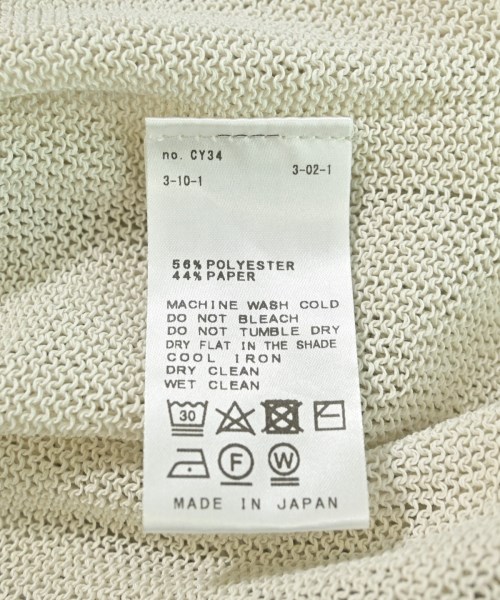 no. CY34
3-02-1
3-10-1
56% POLYESTER
44% PAPER
MACHINE WASH COLD
DO NOT BLEACH
DO NOT TUMBLE DRY
DRY FLAT IN THE SHADE
COOL IRON
DRY CLEAN
WET CLEAN
30
F W
MADE IN JAPAN